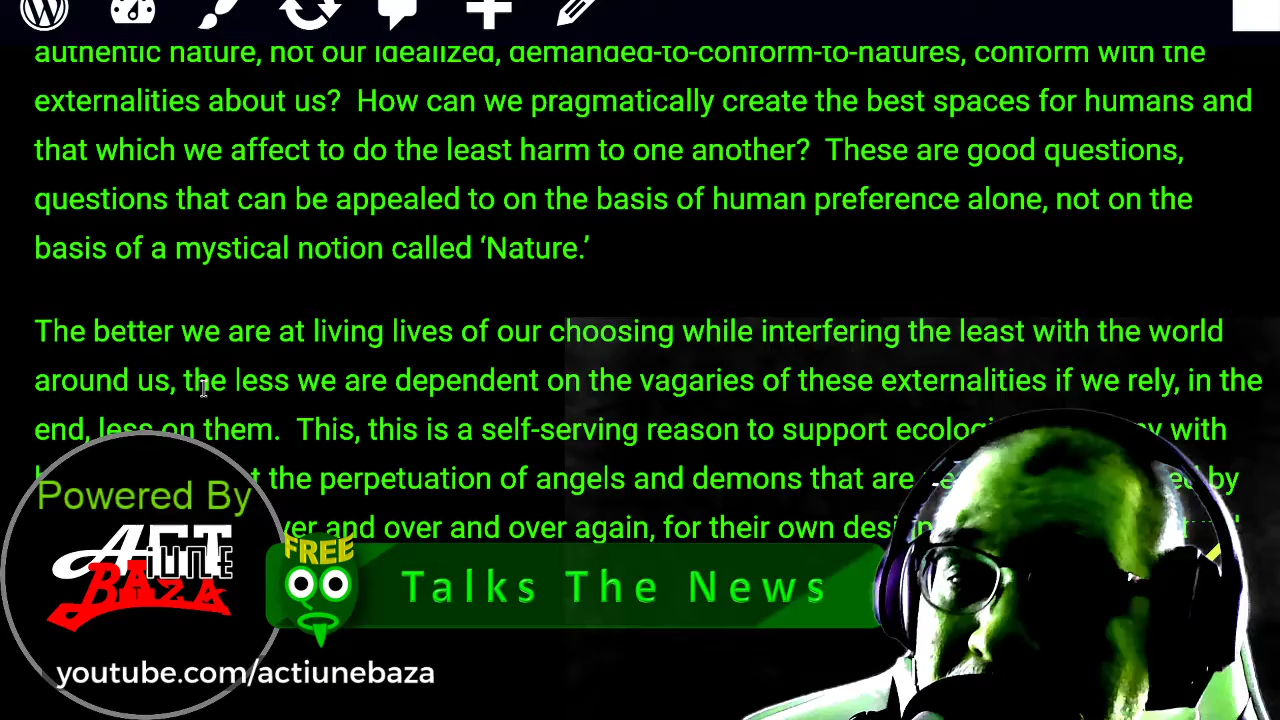 authentic nature, not our idealized, demanded-to-conform-to-natures, conform with the
externalities about us?  How can we pragmatically create the best spaces for humans and
that which we affect to do the least harm to one another?  These are good questions,
questions that can be appealed to on the basis of human preference alone, not on the
basis of a mystical notion called ‘Nature.’
The better we are at living lives of our choosing while interfering the least with the world
around us, the less we are dependent on the vagaries of these externalities if we rely, in the
end, less on them.  This, this is a self-serving reason to support with
the perpetuation of angels and demons that are by
and over and over again, for their own
Powered By
ACT
iUNE
BAZA
FREE
Talks The News
youtube.com/actiunebaza